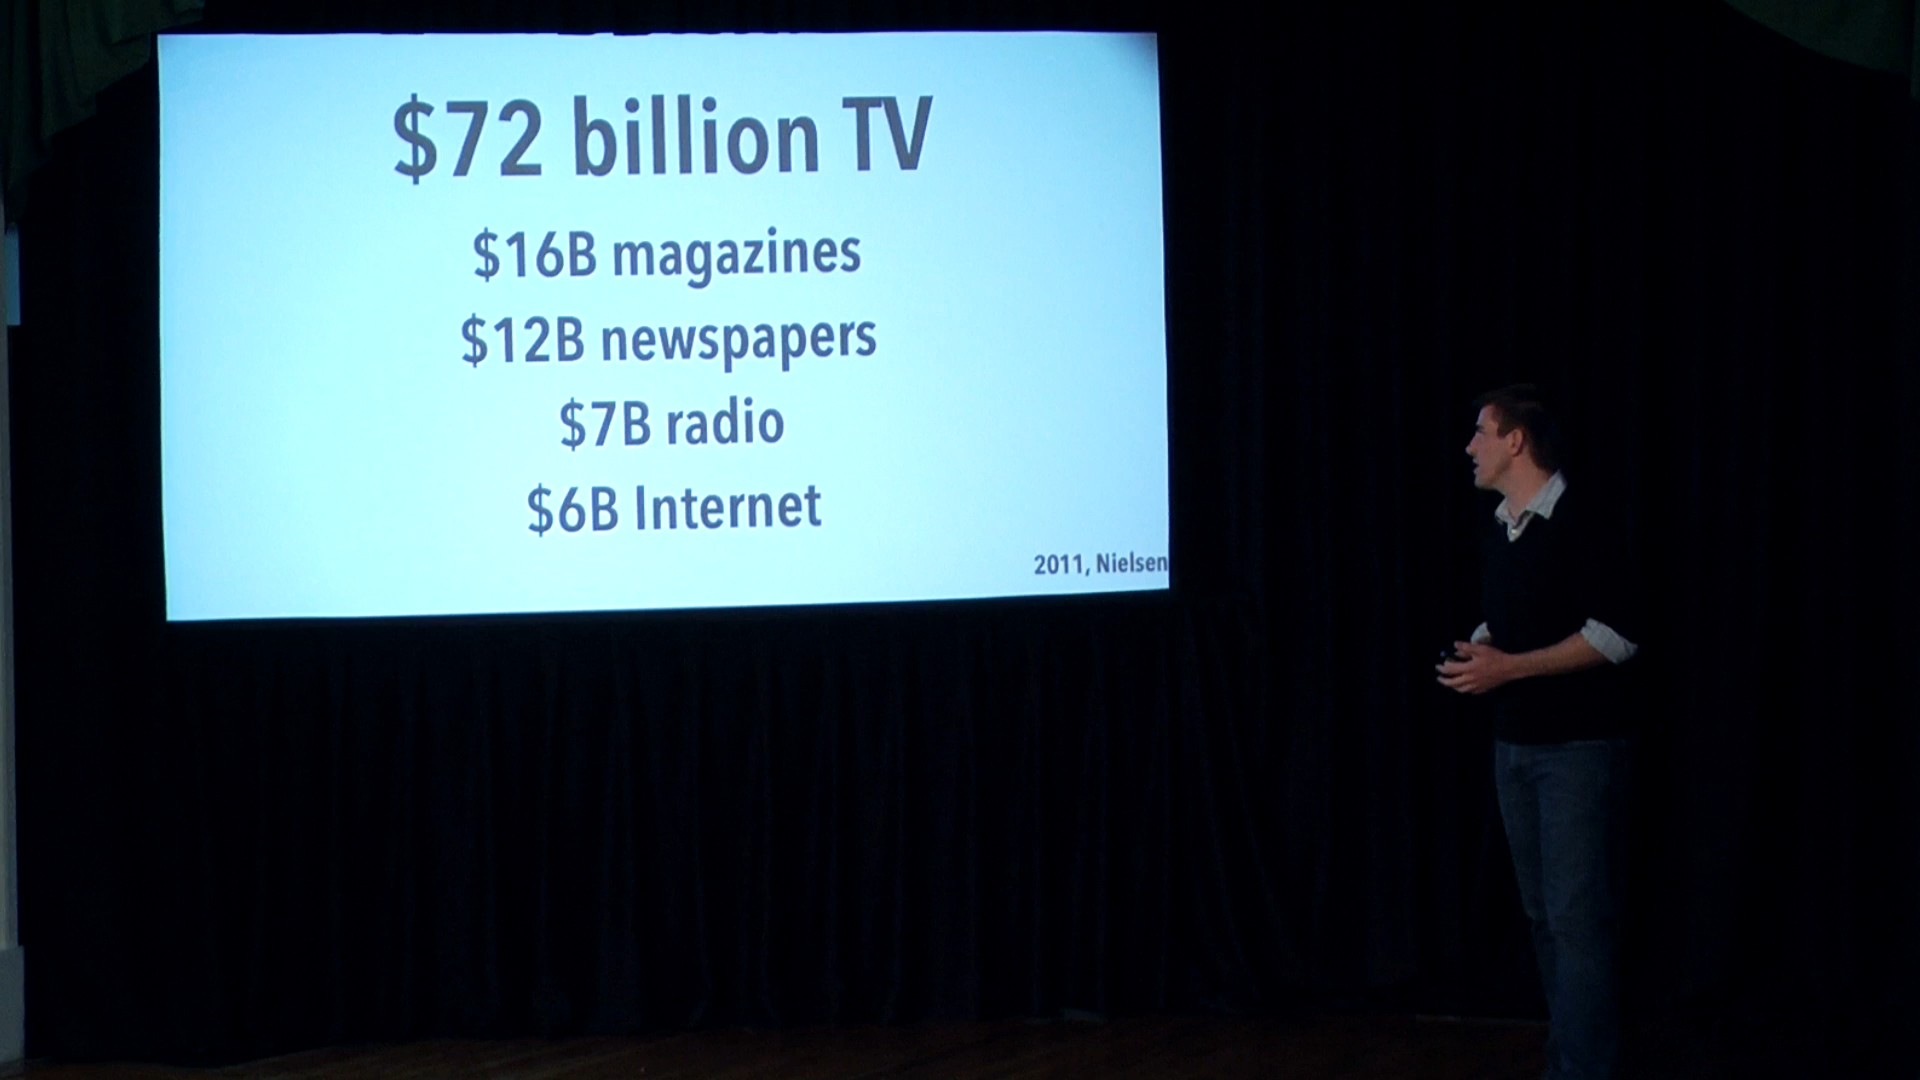 $72 billion TV
$16B magazines
$12B newspapers
$7B radio
$6B Internet
2011, Nielsen